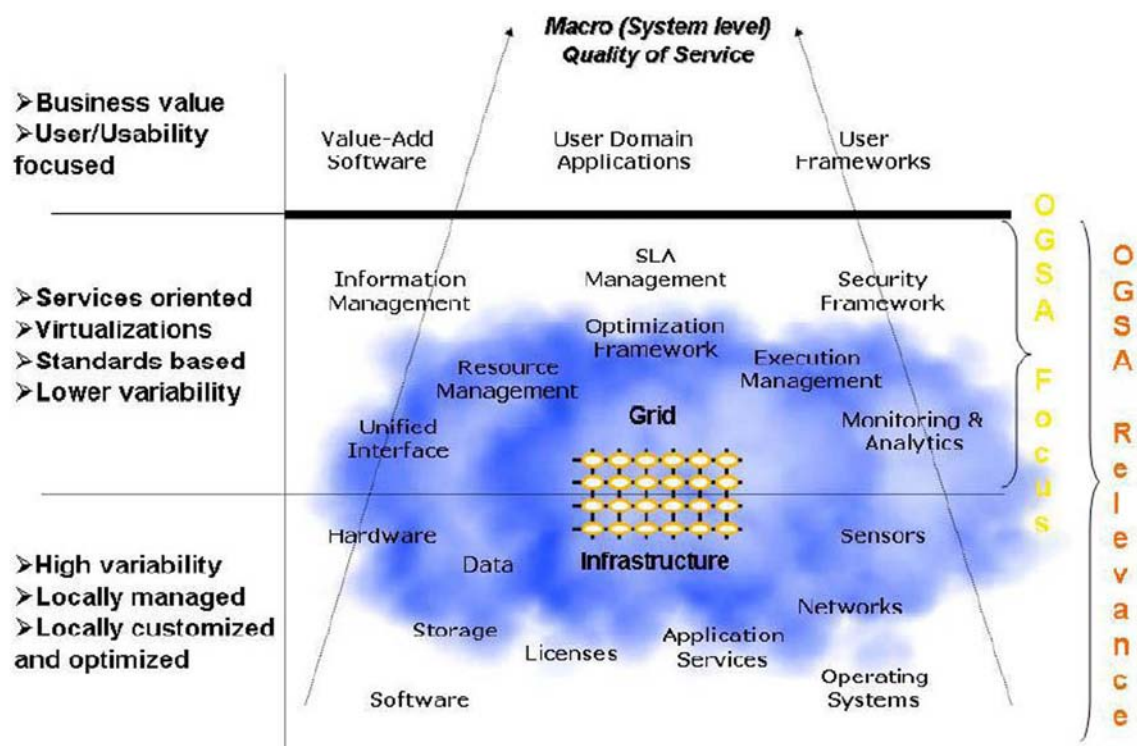 Macro (System level)
Quality of Service
➢Business value
➢User/Usability
focused
Value-Add
Software
User Domain
Applications
User
Frameworks
➢Services oriented
➢Virtualizations
➢Standards based
➢Lower variability
Information
Management
SLA
Management
Security
Framework
Optimization
Framework
Resource
Management
Execution
Management
Unified
Interface
Grid
Monitoring &
Analytics
OGSA Focus
OGSA Relevance
➢High variability
➢Locally managed
➢Locally customized
and optimized
Hardware
Data
Infrastructure
Sensors
Storage
Licenses
Application
Services
Networks
Software
Operating
Systems